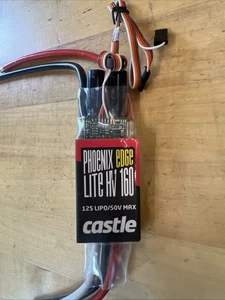 PHOENIX EDGE
LITE HV 160
12S LIPO/50V MAX
castle